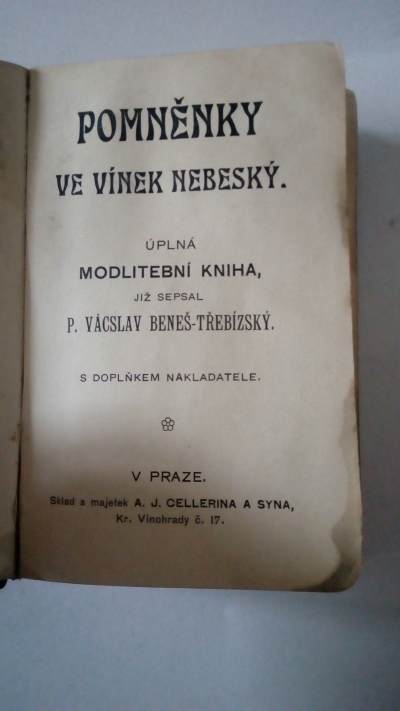 POMNĚNKY
VE VÍNEK NEBESKÝ.
ÚPLNÁ
MODLITEBNÍ KNIHA,
JIŽ SEPSAL
P. VÁCSLAV BENEŠ-TŘEBÍZSKÝ.
S DOPLŇKEM NAKLADATELE.
V PRAZE.
Sklad a majetek A. J. CELLERINA A SYNA,
Kr. Vinohrady č. 17.